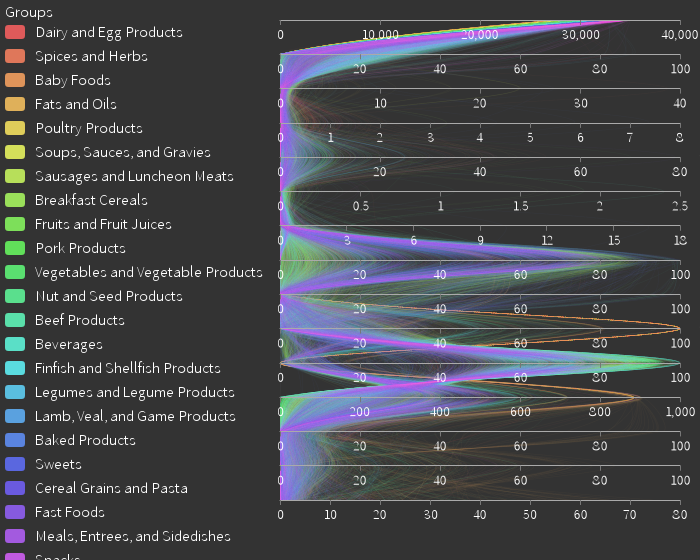 Groups
Dairy and Egg Products
Spices and Herbs
Baby Foods
Fats and Oils
Poultry Products
Soups, Sauces, and Gravies
Sausages and Luncheon Meats
Breakfast Cereals
Fruits and Fruit Juices
Pork Products
Vegetables and Vegetable Products
Nut and Seed Products
Beef Products
Beverages
Finfish and Shellfish Products
Legumes and Legume Products
Lamb, Veal, and Game Products
Baked Products
Sweets
Cereal Grains and Pasta
Fast Foods
Meals, Entrees, and Sidedishes
Snacks
0 10,000 20,000 30,000 40,000
0 20 40 60 80 100
0 10 20 30 40
0 1 2 3 4 5 6 7 8
0 20 40 60 80
0 0.5 1 1.5 2 2.5
0 3 6 9 12 15 18
0 20 40 60 80 100
0 20 40 60 80 100
0 20 40 60 80 100
0 20 40 60 80 100
0 200 400 600 800 1,000
0 20 40 60 80 100
0 20 40 60 80 100
0 10 20 30 40 50 60 70 80